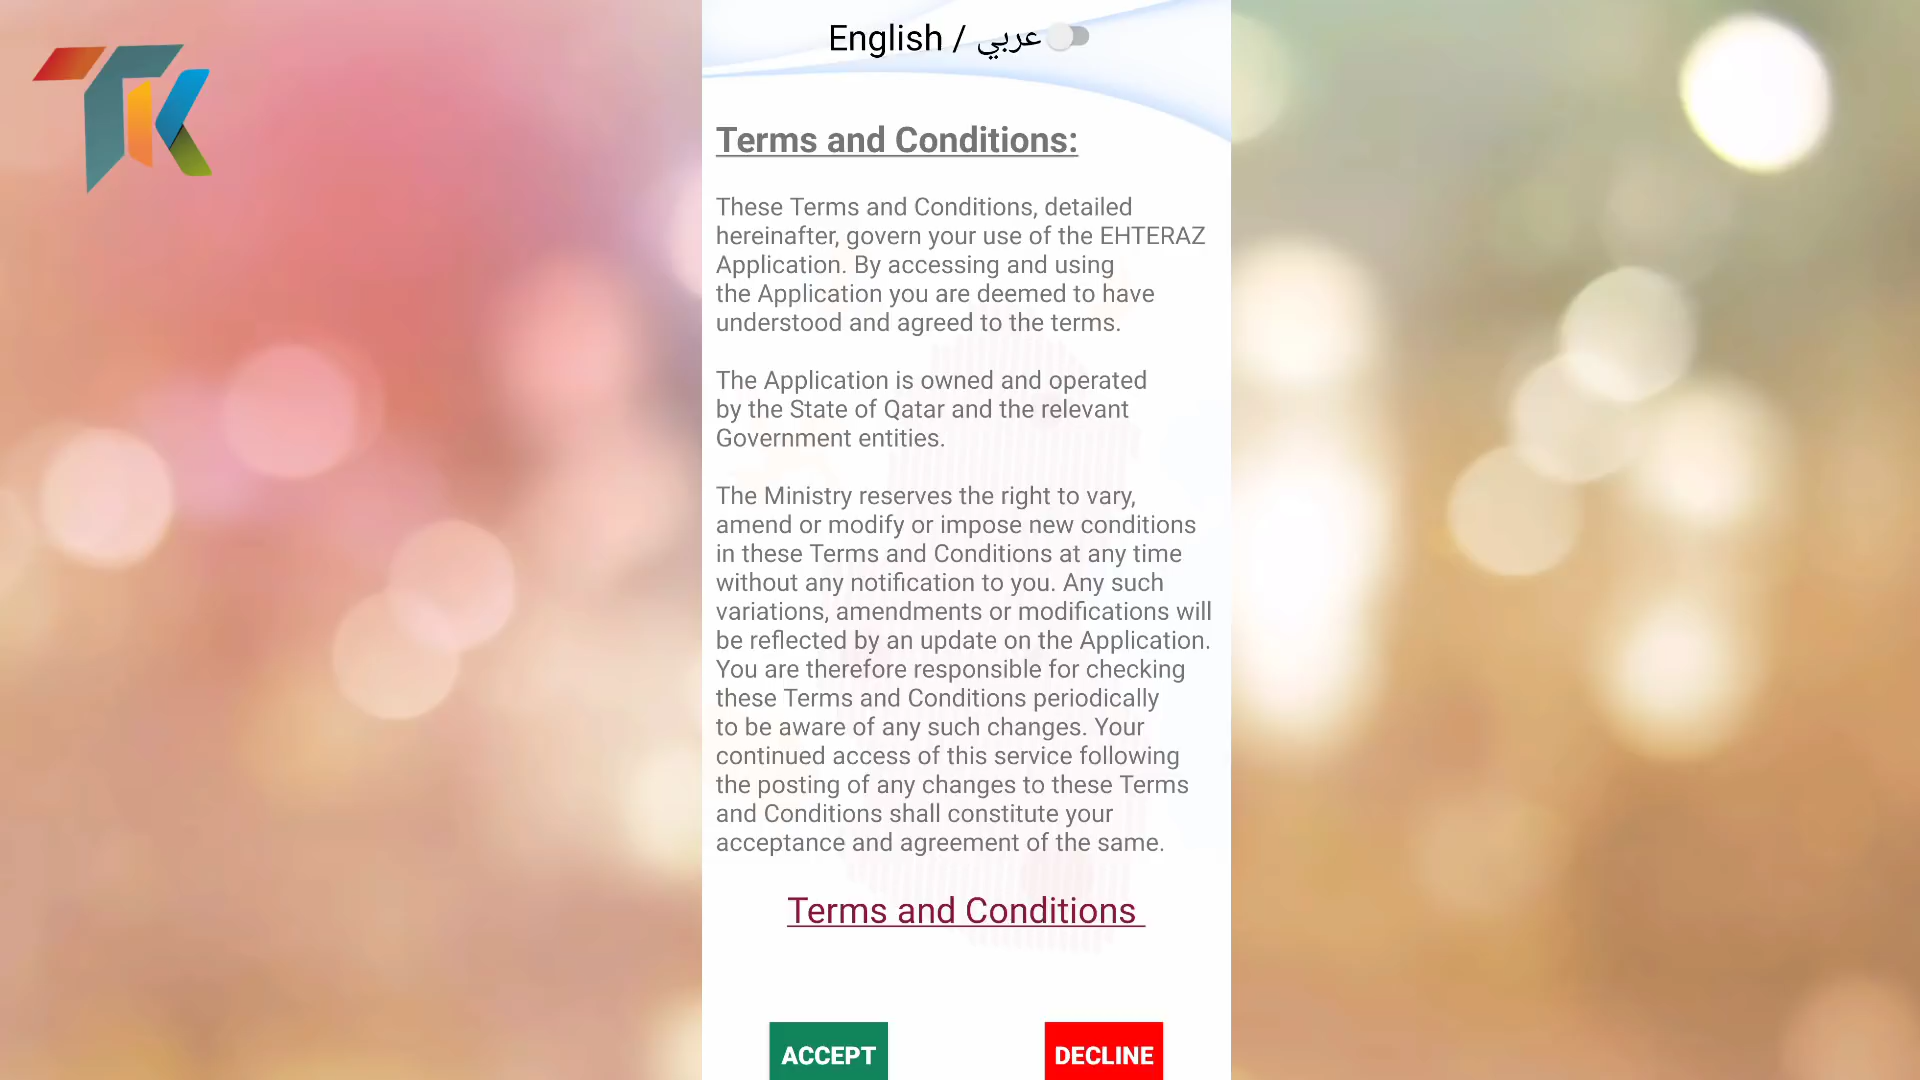 TK
English / عربي
Terms and Conditions:
These Terms and Conditions, detailed
hereinafter, govern your use of the EHTERAZ
Application. By accessing and using
the Application you are deemed to have
understood and agreed to the terms.
The Application is owned and operated
by the State of Qatar and the relevant
Government entities.
The Ministry reserves the right to vary,
amend or modify or impose new conditions
in these Terms and Conditions at any time
without any notification to you. Any such
variations, amendments or modifications will
be reflected by an update on the Application.
You are therefore responsible for checking
these Terms and Conditions periodically
to be aware of any such changes. Your
continued access of this service following
the posting of any changes to these Terms
and Conditions shall constitute your
acceptance and agreement of the same.
Terms and Conditions
ACCEPT
DECLINE